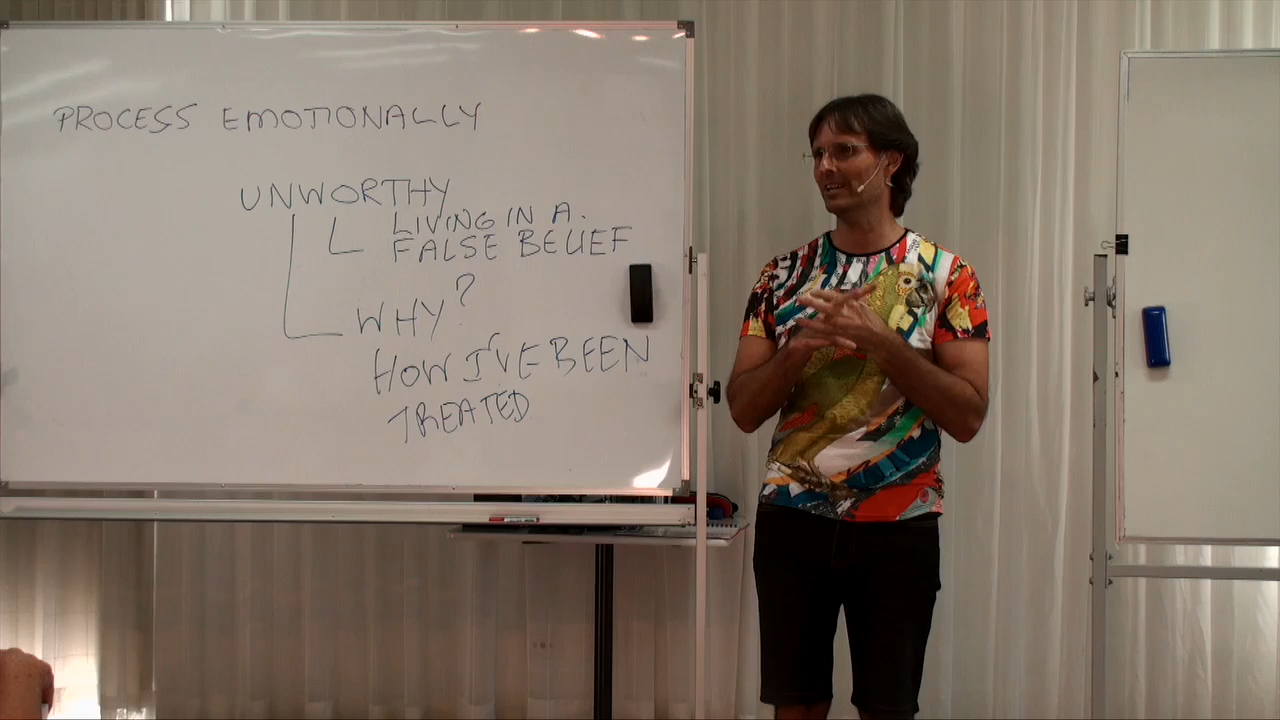 PROCESS EMOTIONALLY
UNWORTHY
LIVING IN A
FALSE BELIEF
WHY?
HOW I'VE BEEN
TREATED